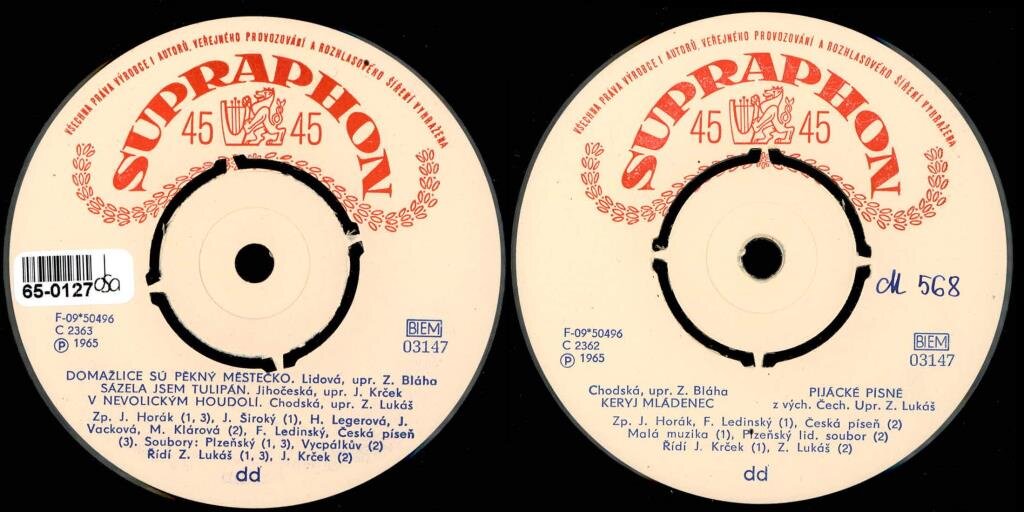 VŠECHNA PRÁVA VÝROBCE I AUTORŮ, VEŘEJNÉHO PROVOZOVÁNÍ A ROZHLASOVÉHO ŠÍŘENÍ VYHRAŽENA
SUPRAPHON
45 45
65-0127
F-09*50496
C 2363
Ⓟ 1965
BIEM
03147
DOMAŽLICE SÚ PĚKNÝ MĚSTEČKO. Lidová, upr. Z. Bláha
SÁZELA JSEM TULIPÁN. Jihočeská, upr. J. Krček
V NEVOLICKÝM HOUDOLI. Chodská, upr. Z. Lukáš
Zp. J. Horák (1, 3), J. Široký (1), H. Legerová, J.
Vacková, M. Klárová (2), F. Ledinský, Česká píseň
(3). Soubory: Plzeňský (1, 3), Vycpálkův (2)
Řídí Z. Lukáš (1, 3), J. Krček (2)
dd
VŠECHNA PRÁVA VÝROBCE I AUTORŮ, VEŘEJNÉHO PROVOZOVÁNÍ A ROZHLASOVÉHO ŠÍŘENÍ VYHRAŽENA
SUPRAPHON
45 45
M 568
F-09*50496
C 2362
Ⓟ 1965
BIEM
03147
Chodská, upr. Z. Bláha
KERYJ MLÁDENEC
PIJÁCKÉ PÍSNĚ
z vých. Čech. Upr. Z. Lukáš
Zp. J. Horák, F. Ledinský (1), Česká píseň (2)
Malá muzika (1), Plzeňský lid. soubor (2)
Řídí J. Krček (1), Z. Lukáš (2)
dd